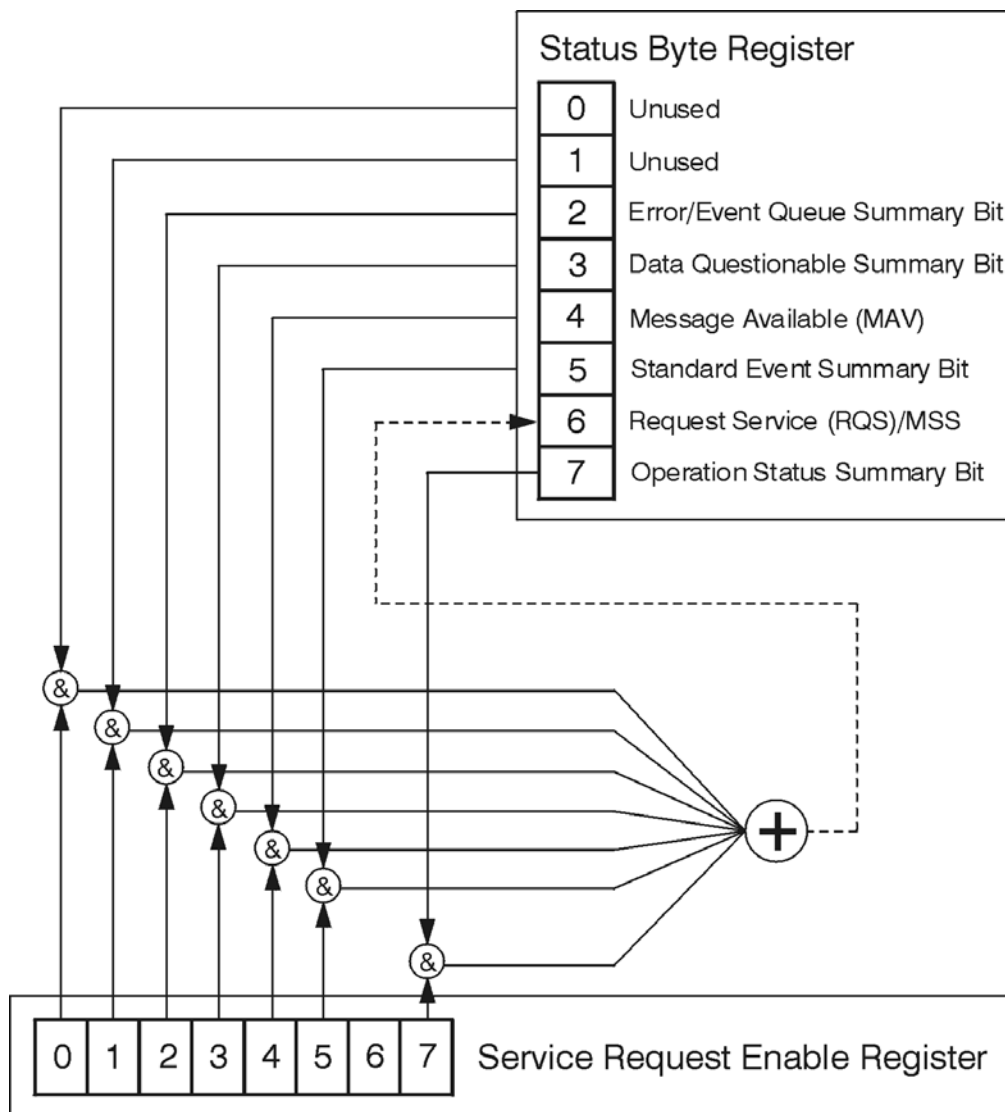 Status Byte Register
0 Unused
1 Unused
2 Error/Event Queue Summary Bit
3 Data Questionable Summary Bit
4 Message Available (MAV)
5 Standard Event Summary Bit
6 Request Service (RQS)/MSS
7 Operation Status Summary Bit
&
&
&
&
&
&
&
+
0 1 2 3 4 5 6 7 Service Request Enable Register